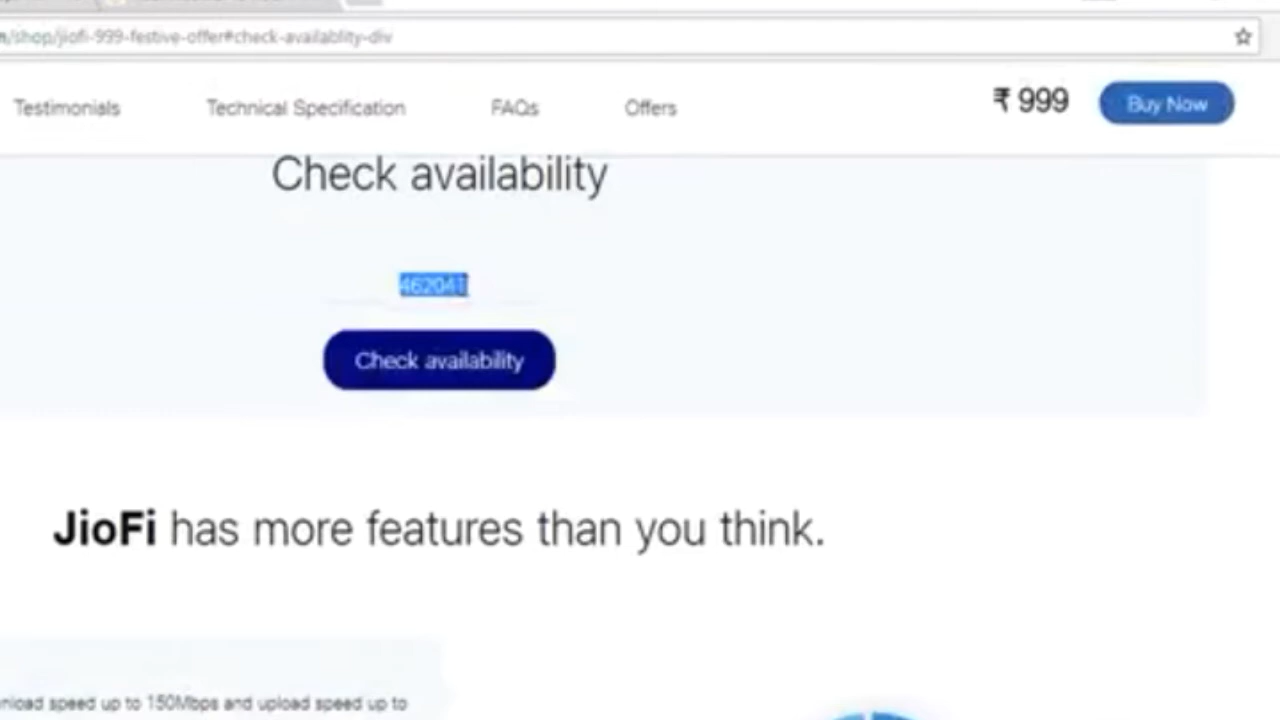 /shop/jiofi-999-festive-offer#check-availablity-div
Testimonials
Technical Specification
FAQs
Offers
₹ 999
Buy Now
Check availability
462041
Check availability
JioFi has more features than you think.
speed up to 150Mbps and upload speed up to